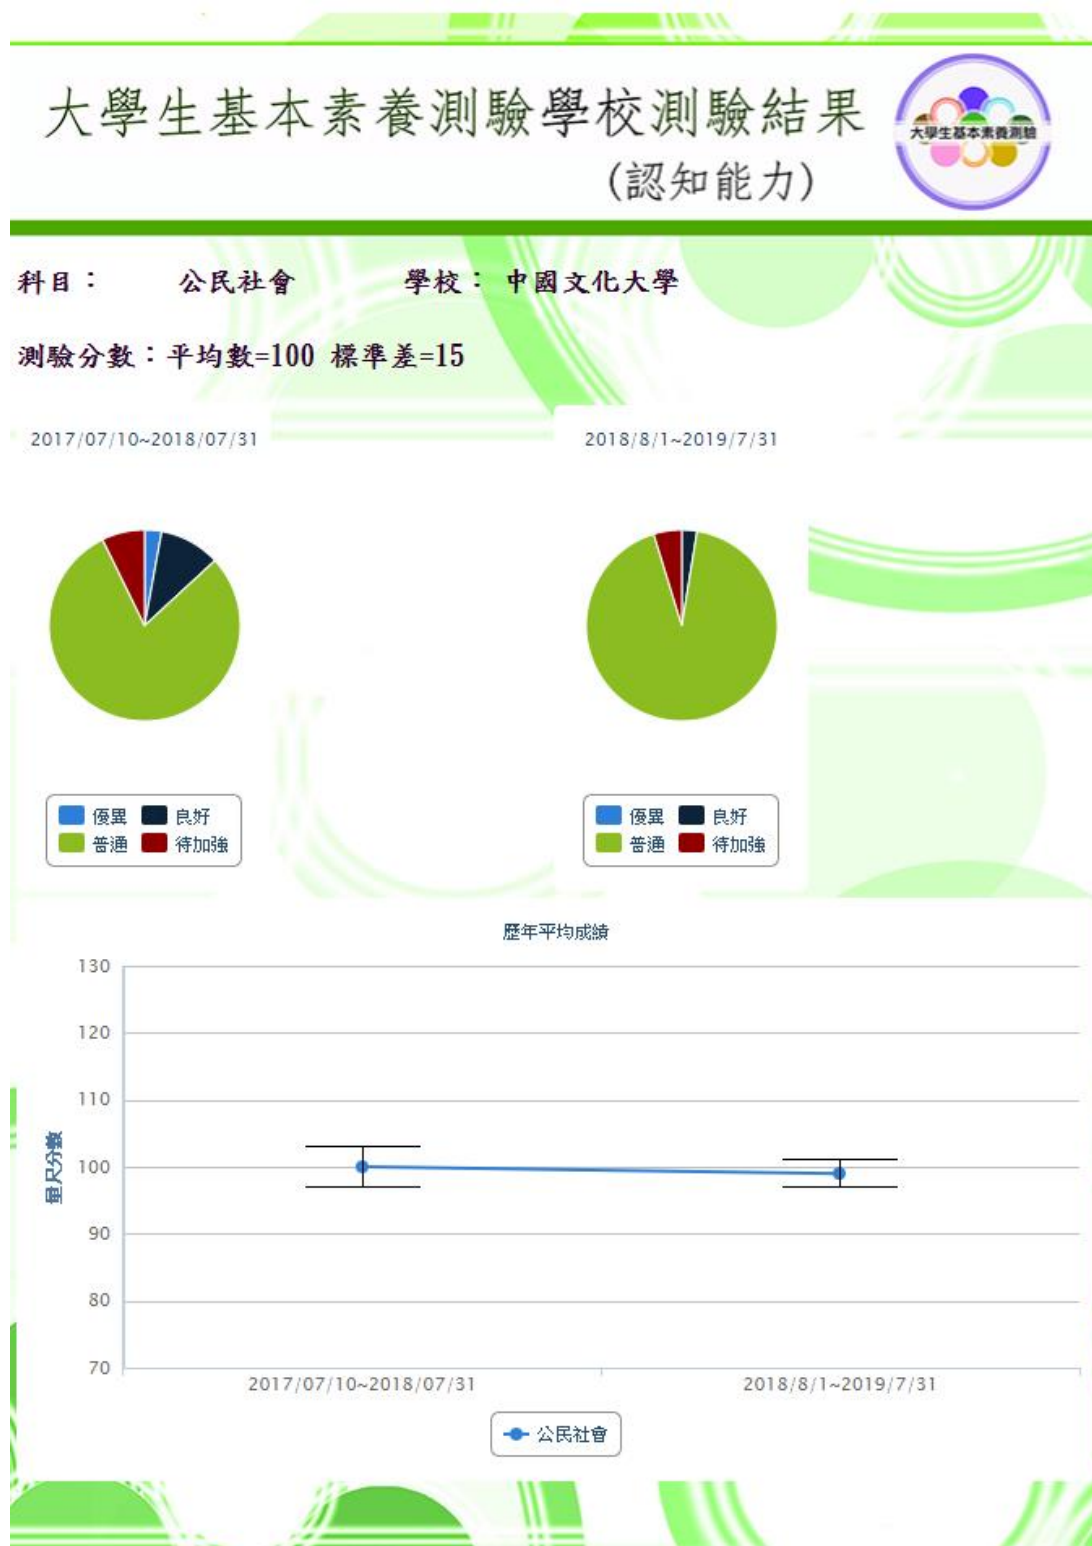 大學生基本素養測驗學校測驗結果
(認知能力)
大學生基本素養測驗
科目： 公民社會 學校： 中國文化大學
測驗分數：平均數=100 標準差=15
2017/07/10~2018/07/31
2018/8/1~2019/7/31
優異 良好
普通 待加強
優異 良好
普通 待加強
歷年平均成績
130
120
110
100
90
80
70
量尺分數
2017/07/10~2018/07/31
2018/8/1~2019/7/31
公民社會